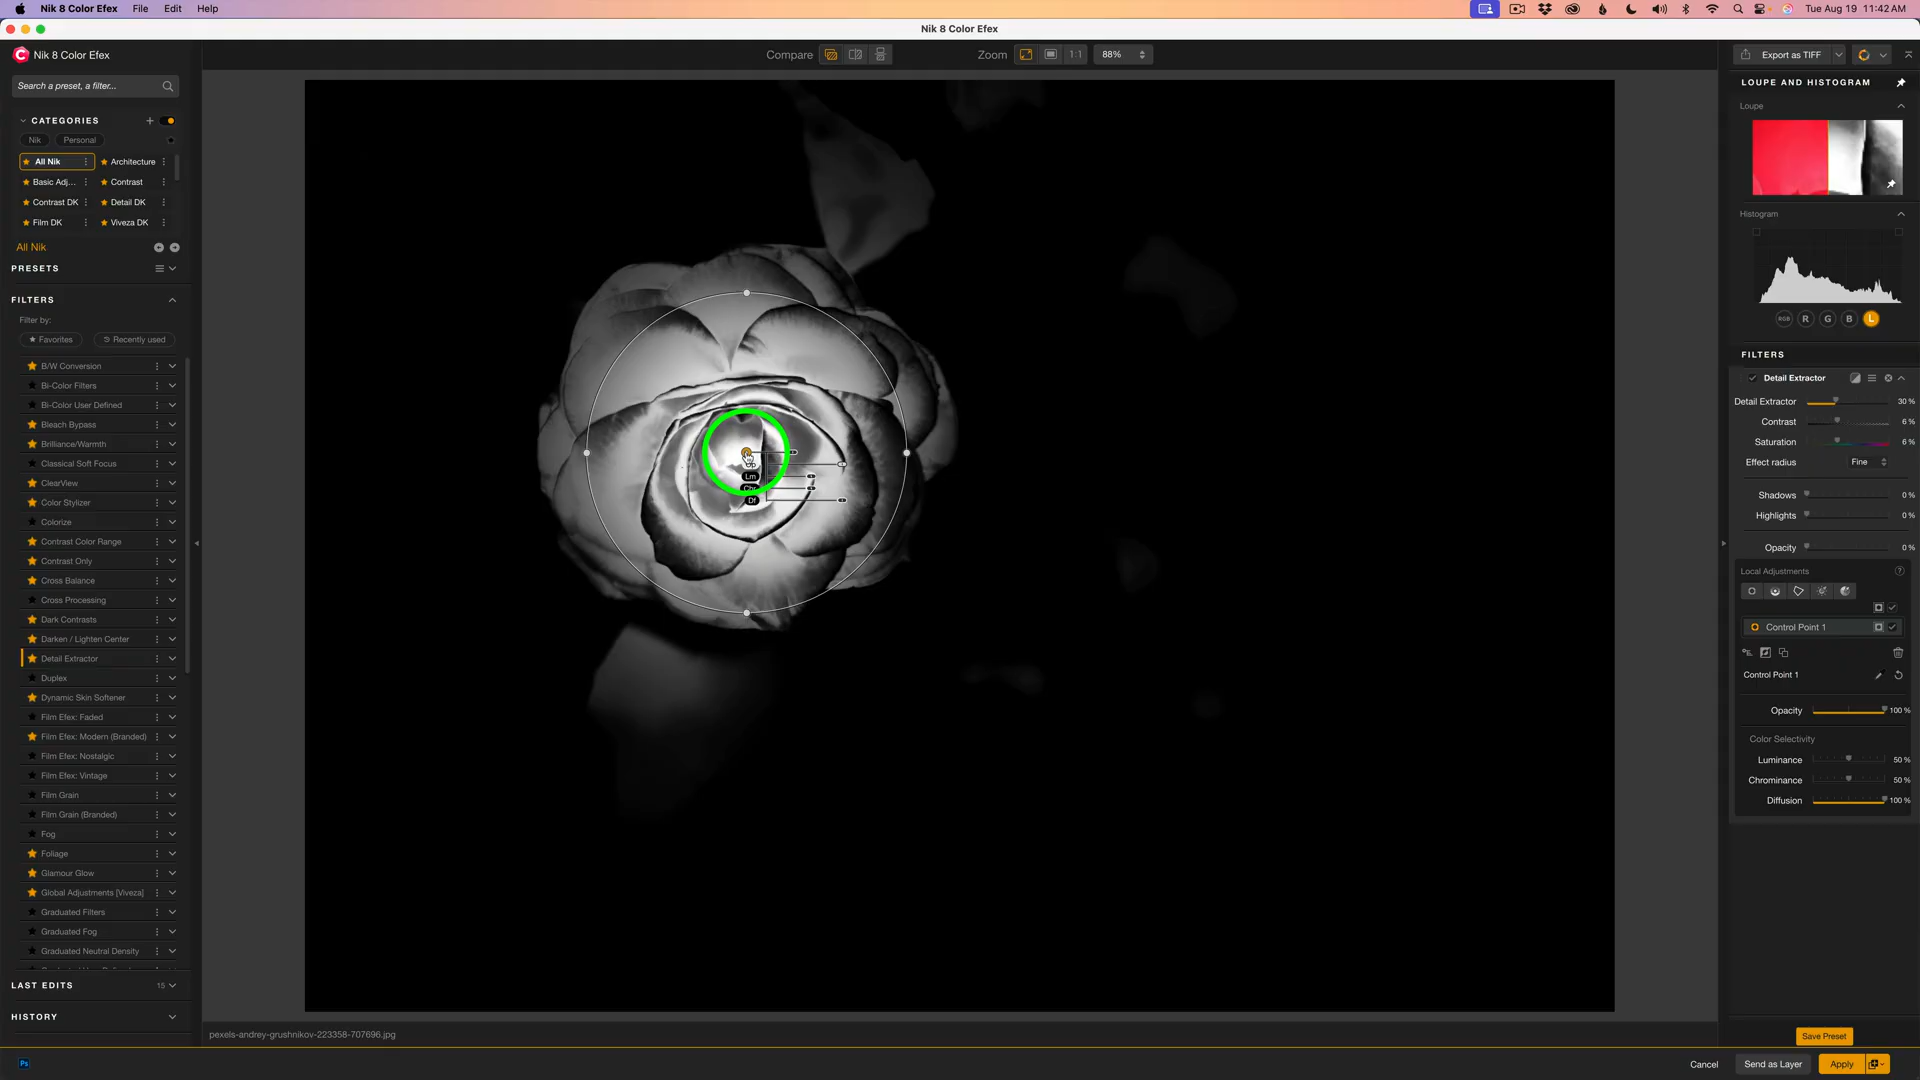 Nik 8 Color Efex File Edit Help
Tue Aug 19 11:42 AM
Nik 8 Color Efex
Nik 8 Color Efex
Compare
Zoom
1:1
88%
Export as TIFF
Search a preset, a filter...
CATEGORIES
Nik Personal
All Nik Architecture
Basic Adj... Contrast
Contrast DK Detail DK
Film DK Viveza DK
All Nik
PRESETS
FILTERS
Filter by:
Favorites Recently used
B/W Conversion
Bi-Color Filters
Bi-Color User Defined
Bleach Bypass
Brilliance/Warmth
Classical Soft Focus
ClearView
Color Stylizer
Colorize
Contrast Color Range
Contrast Only
Cross Balance
Cross Processing
Dark Contrasts
Darken / Lighten Center
Detail Extractor
Duplex
Dynamic Skin Softener
Film Efex: Faded
Film Efex: Modern (Branded)
Film Efex: Nostalgic
Film Efex: Vintage
Film Grain
Film Grain (Branded)
Fog
Foliage
Glamour Glow
Global Adjustments [Viveza]
Graduated Filters
Graduated Fog
Graduated Neutral Density
LAST EDITS 15
HISTORY
Lm
Chr
Df
pexels-andrey-grushnikov-223358-707696.jpg
LOUPE AND HISTOGRAM
Loupe
Histogram
RGB R G B L
FILTERS
Detail Extractor
Detail Extractor 30 %
Contrast 6 %
Saturation 6 %
Effect radius Fine
Shadows 0 %
Highlights 0 %
Opacity 0 %
Local Adjustments ?
Control Point 1
Control Point 1
Opacity 100 %
Color Selectivity
Luminance 50 %
Chrominance 50 %
Diffusion 100 %
Save Preset
Ps
Cancel Send as Layer Apply